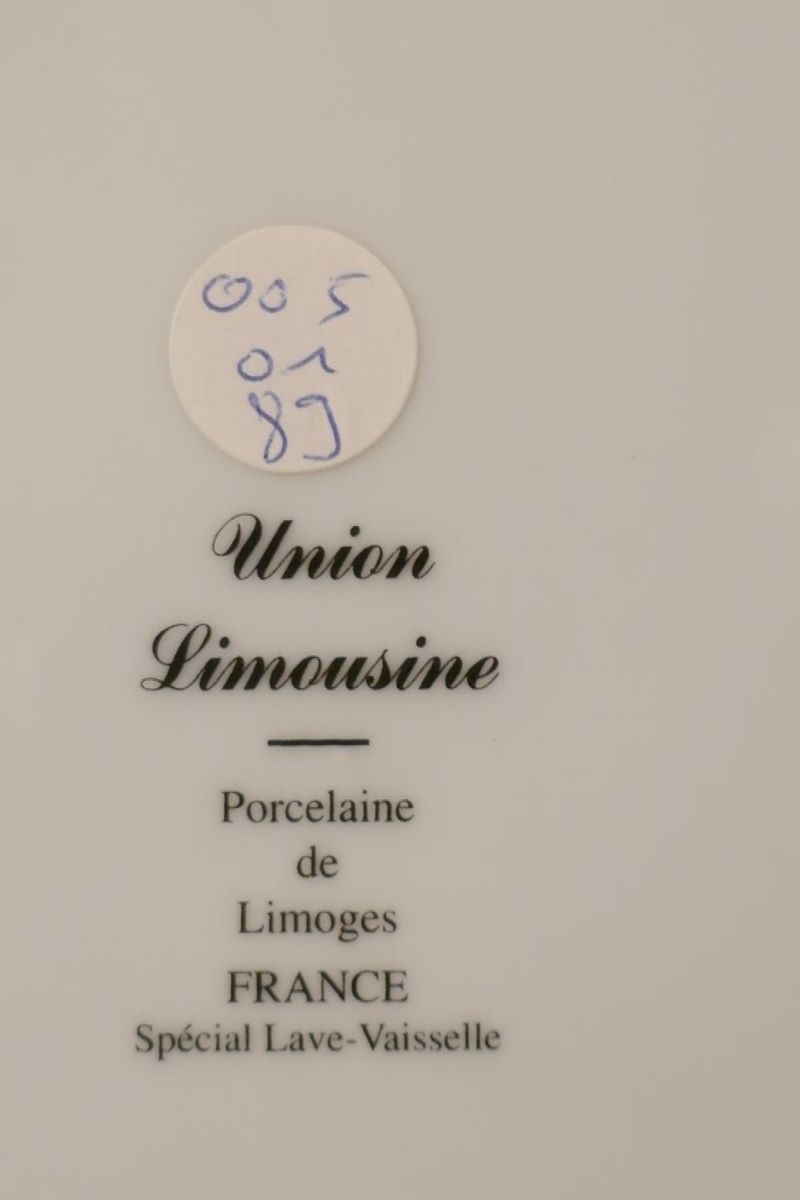 005
01
89
Union
Limousine
Porcelaine
de
Limoges
FRANCE
Spécial Lave-Vaisselle